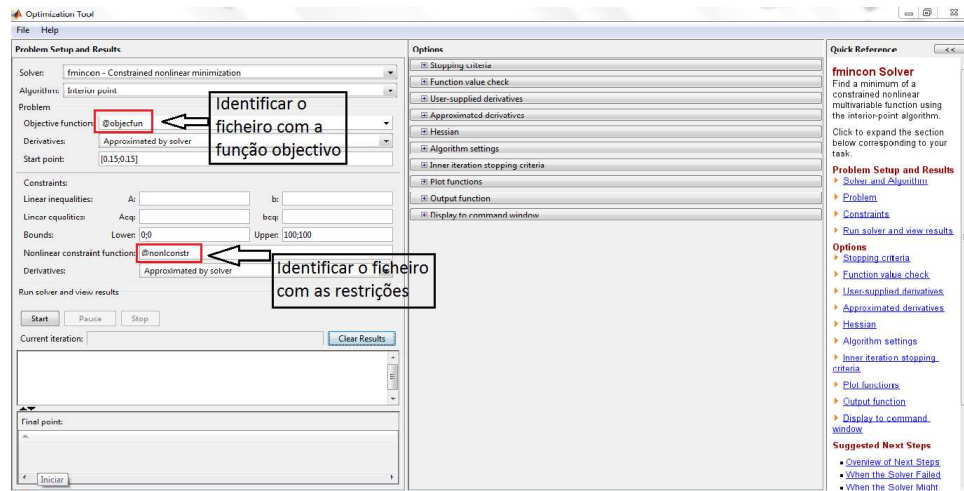 Optimization Tool
File Help
Problem Setup and Results
Solver: fmincon - Constrained nonlinear minimization
Algorithm: Interior point
Problem
Objective function: @objecfun
Derivatives: Approximated by solver
Start point: [0.15;0.15]
Identificar o
ficheiro com a
função objectivo
Constraints:
Linear inequalities: A: b:
Linear equalities: Aeq: beq:
Bounds: Lower: 0;0 Upper: 100;100
Nonlinear constraint function: @nonlconstr
Derivatives: Approximated by solver
Identificar o ficheiro
com as restrições
Run solver and view results
Start Pause Stop
Current iteration: Clear Results
Final point:
Iniciar
Options
Stopping criteria
Function value check
User-supplied derivatives
Approximated derivatives
Hessian
Algorithm settings
Inner iteration stopping criteria
Plot functions
Output function
Display to command window
Quick Reference <<
fmincon Solver
Find a minimum of a
constrained nonlinear
multivariable function using
the interior-point algorithm.
Click to expand the section
below corresponding to your
task.
Problem Setup and Results
Solver and Algorithm
Problem
Constraints
Run solver and view results
Options
Stopping criteria
Function value check
User-supplied derivatives
Approximated derivatives
Hessian
Algorithm settings
Inner iteration stopping
criteria
Plot functions
Output function
Display to command
window
Suggested Next Steps
Overview of Next Steps
When the Solver Failed
When the Solver Might